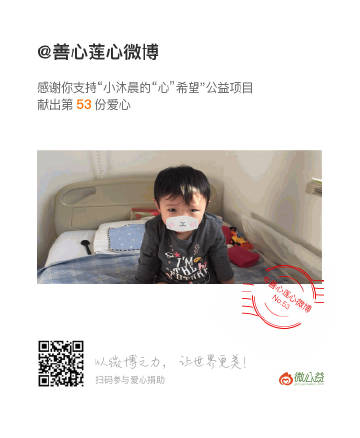 @善心莲心微博
感谢你支持“小沐晨的“心”希望”公益项目
献出第 53 份爱心
I'M
善心莲心微博
No.53
以微博之力，让世界更美！
扫码参与爱心捐助
微心益